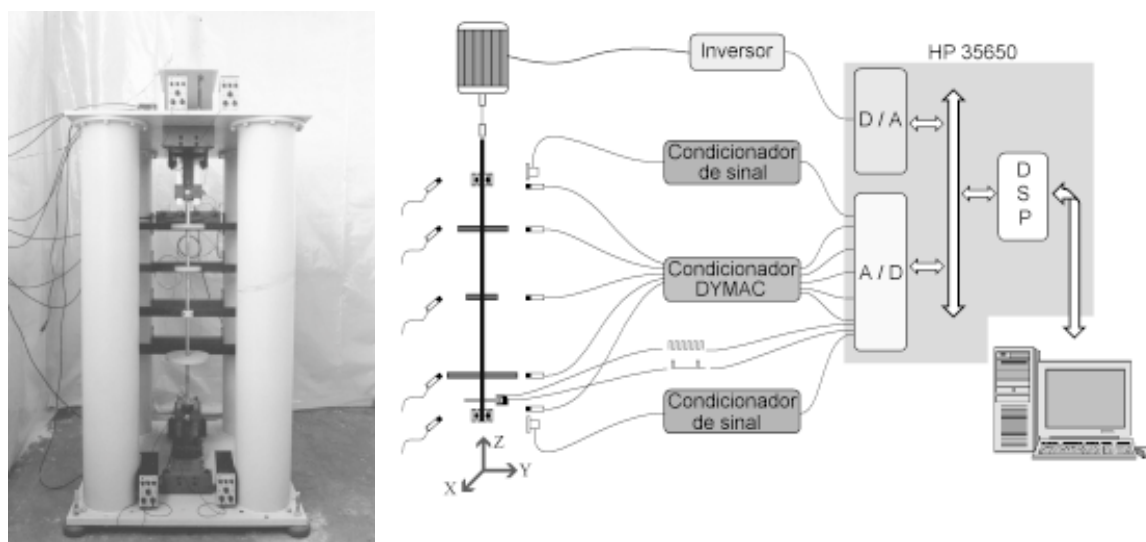 HP 35650
Inversor
D / A
Condicionador
de sinal
D
S
P
A / D
Condicionador
DYMAC
Condicionador
de sinal
Z
Y
X